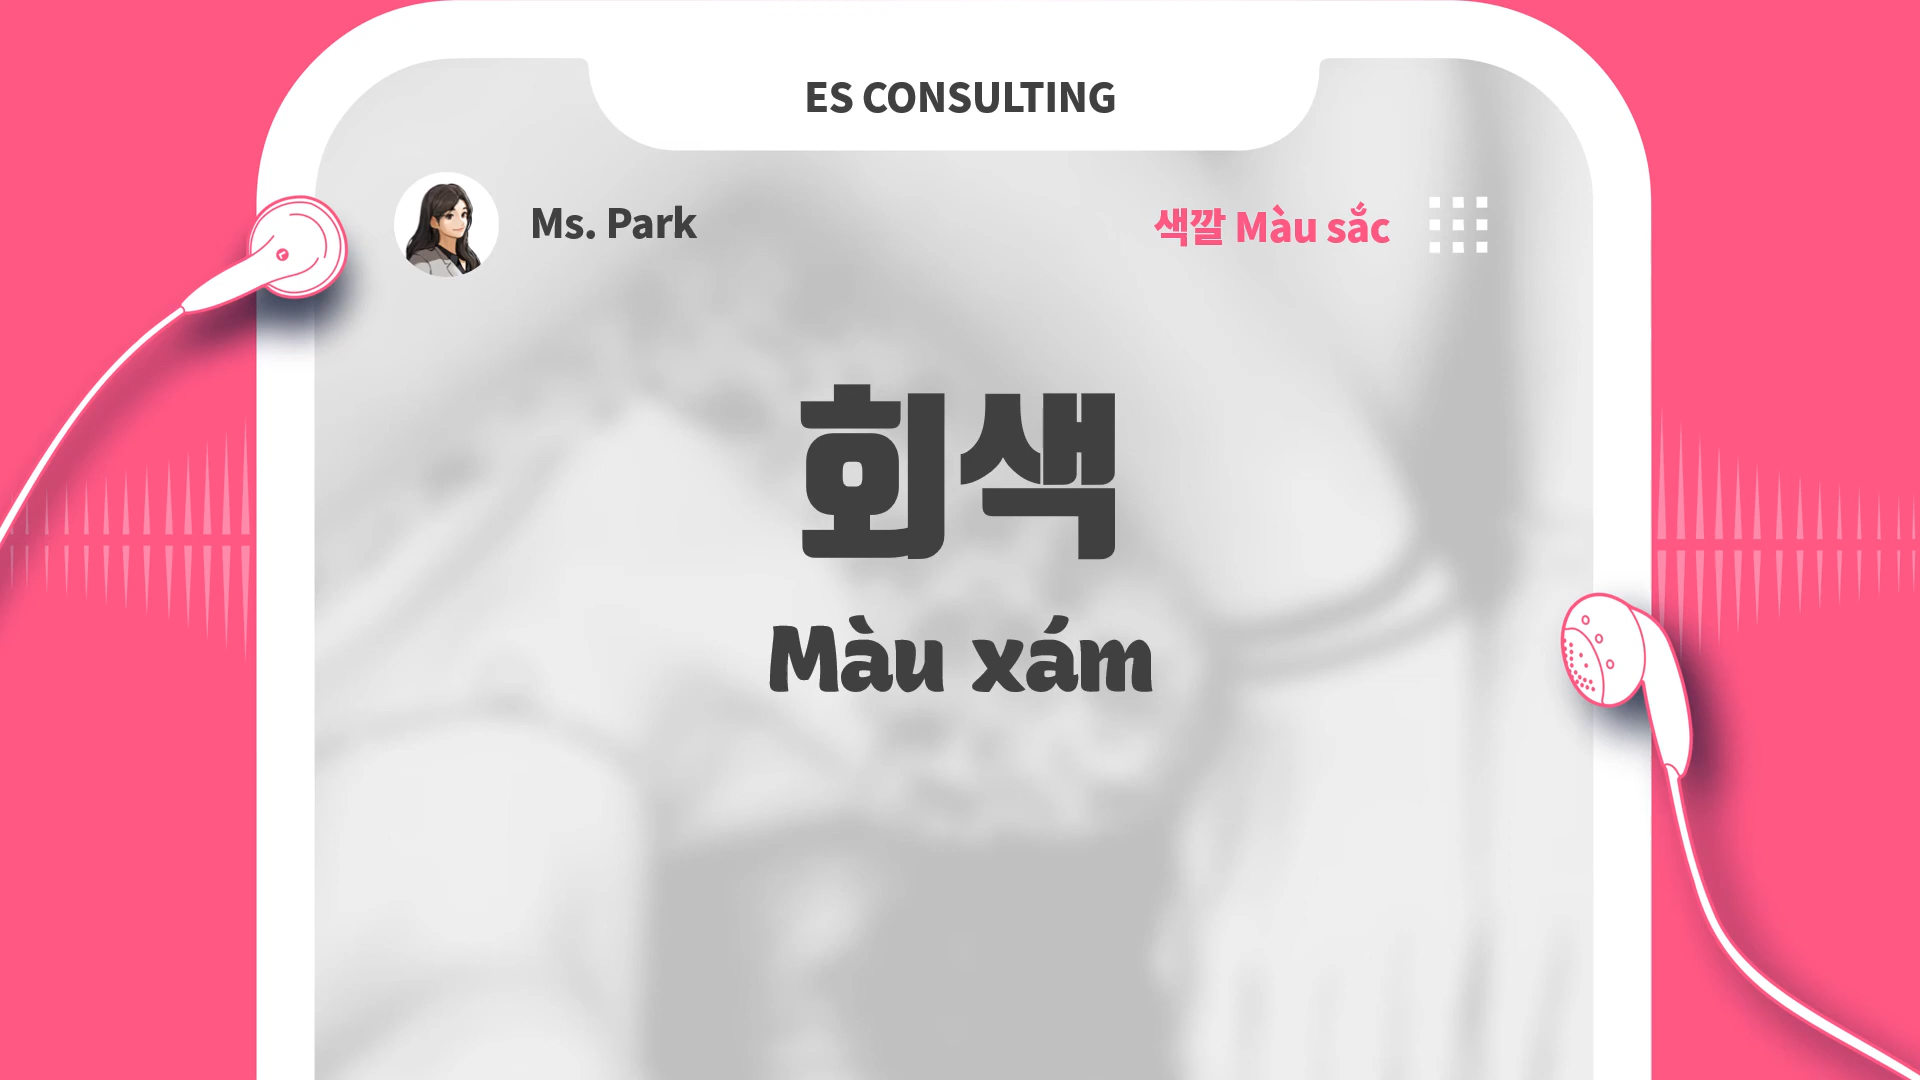 ES CONSULTING
Ms. Park
색깔 Màu sắc
회색
Màu xám